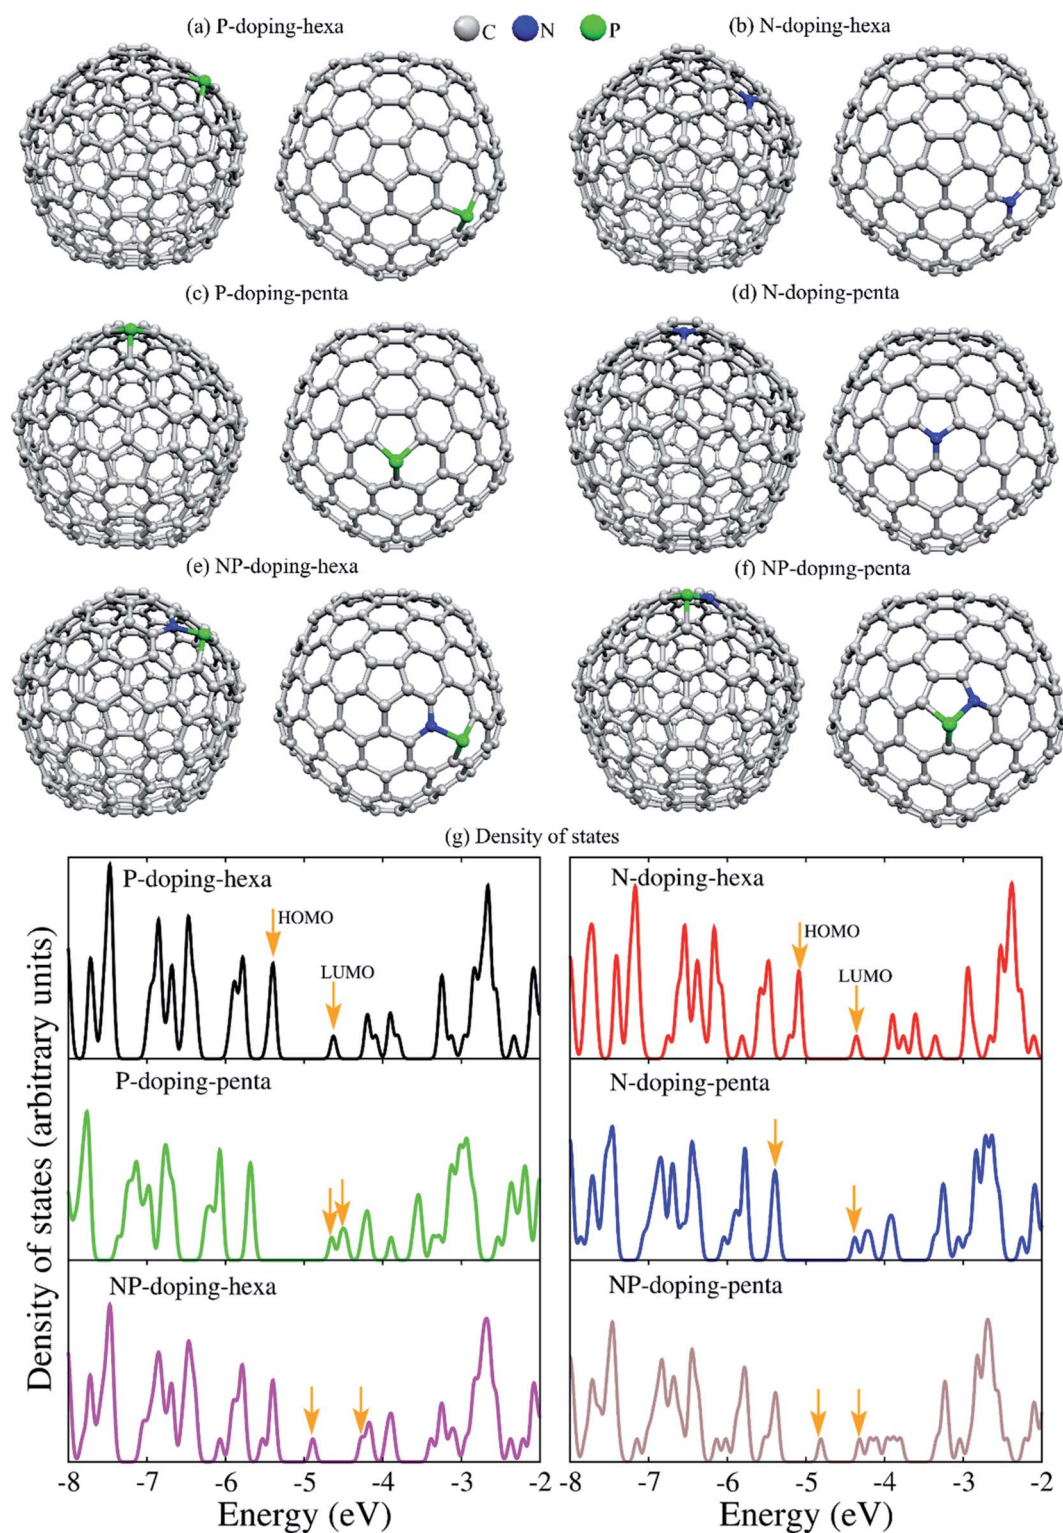 (a) P-doping-hexa C N P (b) N-doping-hexa
(c) P-doping-penta (d) N-doping-penta
(e) NP-doping-hexa (f) NP-doping-penta
(g) Density of states
Density of states (arbitrary units)
P-doping-hexa
HOMO
LUMO
N-doping-hexa
HOMO
LUMO
P-doping-penta
N-doping-penta
NP-doping-hexa
NP-doping-penta
-8 -7 -6 -5 -4 -3 -2
-8 -7 -6 -5 -4 -3 -2
Energy (eV)
Energy (eV)